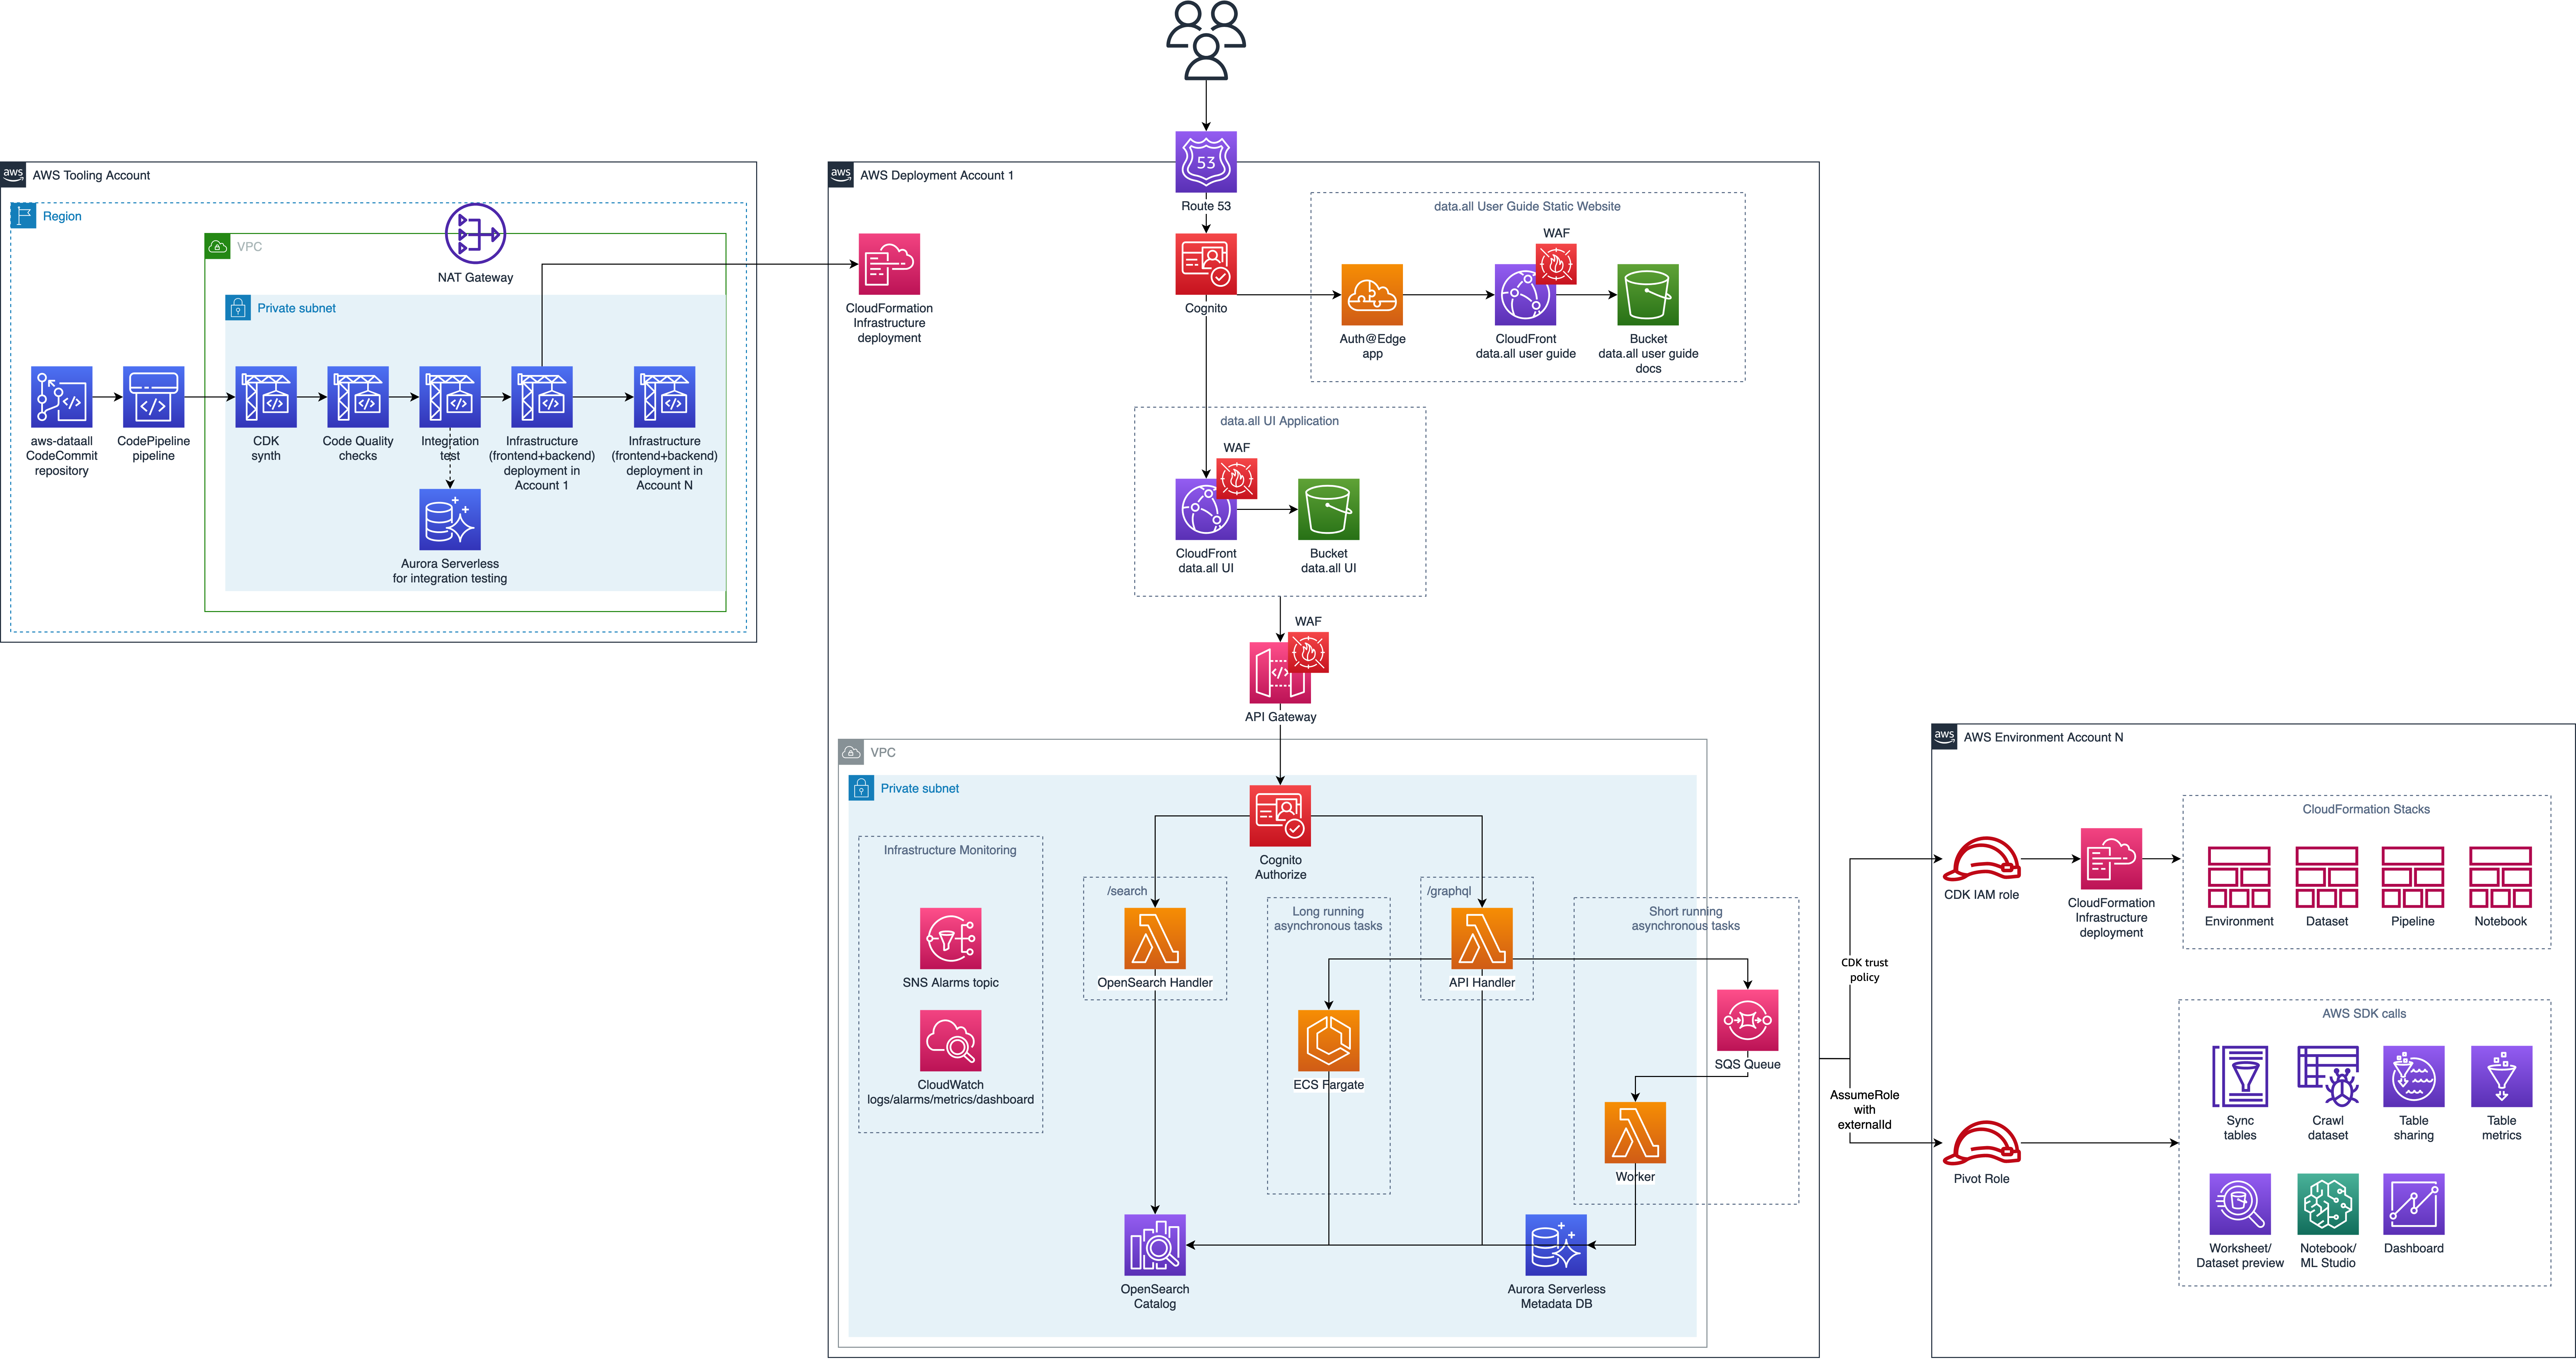 aws
AWS Tooling Account
Region
VPC
NAT Gateway
Private subnet
aws-dataall
CodeCommit
repository
CodePipeline
pipeline
CDK
synth
Code Quality
checks
Integration
test
Infrastructure
(frontend+backend)
deployment in
Account 1
Infrastructure
(frontend+backend)
deployment in
Account N
Aurora Serverless
for integration testing
aws
AWS Deployment Account 1
53
Route 53
CloudFormation
Infrastructure
deployment
Cognito
data.all User Guide Static Website
WAF
Auth@Edge
app
CloudFront
data.all user guide
Bucket
data.all user guide
docs
data.all UI Application
WAF
CloudFront
data.all UI
Bucket
data.all UI
WAF
API Gateway
VPC
Private subnet
Cognito
Authorize
Infrastructure Monitoring
SNS Alarms topic
CloudWatch
logs/alarms/metrics/dashboard
/search
OpenSearch Handler
Long running
asynchronous tasks
ECS Fargate
/graphql
API Handler
Short running
asynchronous tasks
SQS Queue
Worker
OpenSearch
Catalog
Aurora Serverless
Metadata DB
CDK trust
policy
AssumeRole
with
externalId
aws
AWS Environment Account N
CDK IAM role
CloudFormation
Infrastructure
deployment
CloudFormation Stacks
Environment
Dataset
Pipeline
Notebook
Pivot Role
AWS SDK calls
Sync
tables
Crawl
dataset
Table
sharing
Table
metrics
Worksheet/
Dataset preview
Notebook/
ML Studio
Dashboard